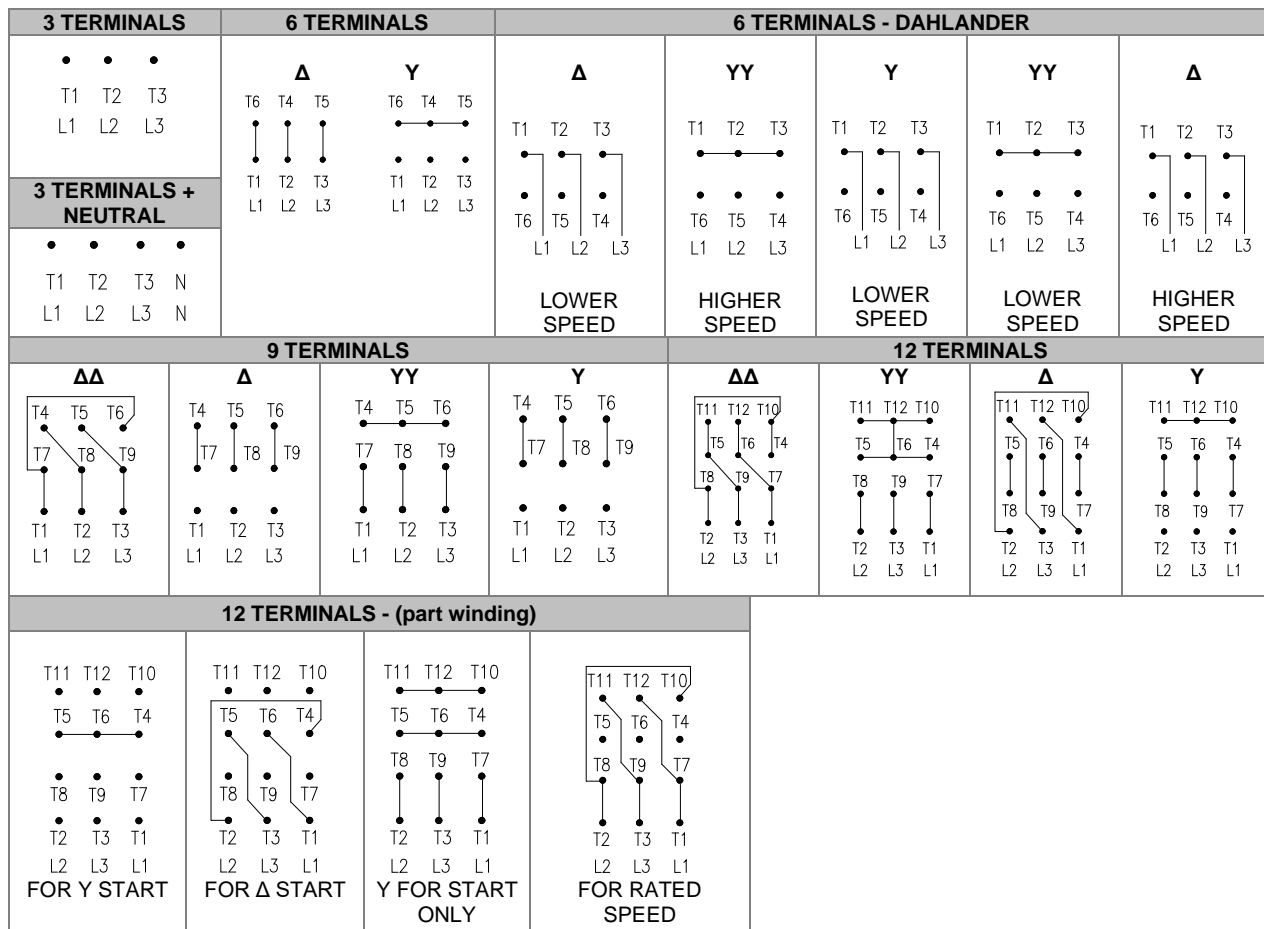 3 TERMINALS
T1 T2 T3
L1 L2 L3
3 TERMINALS +
NEUTRAL
T1 T2 T3 N
L1 L2 L3 N
6 TERMINALS
Δ Y
T6 T4 T5 T6 T4 T5
T1 T2 T3 T1 T2 T3
L1 L2 L3 L1 L2 L3
6 TERMINALS - DAHLANDER
Δ
T1 T2 T3
T6 T5 T4
L1 L2 L3
LOWER
SPEED
YY
T1 T2 T3
T6 T5 T4
L1 L2 L3
HIGHER
SPEED
Y
T1 T2 T3
T6 T5 T4
L1 L2 L3
LOWER
SPEED
YY
T1 T2 T3
T6 T5 T4
L1 L2 L3
LOWER
SPEED
Δ
T1 T2 T3
T6 T5 T4
L1 L2 L3
HIGHER
SPEED
9 TERMINALS
ΔΔ
T4 T5 T6
T7 T8 T9
T1 T2 T3
L1 L2 L3
Δ
T4 T5 T6
T7 T8 T9
T1 T2 T3
L1 L2 L3
YY
T4 T5 T6
T7 T8 T9
T1 T2 T3
L1 L2 L3
Y
T4 T5 T6
T7 T8 T9
T1 T2 T3
L1 L2 L3
12 TERMINALS
ΔΔ
T11 T12 T10
T5 T6 T4
T8 T9 T7
T2 T3 T1
L2 L3 L1
YY
T11 T12 T10
T5 T6 T4
T8 T9 T7
T2 T3 T1
L2 L3 L1
Δ
T11 T12 T10
T5 T6 T4
T8 T9 T7
T2 T3 T1
L2 L3 L1
Y
T11 T12 T10
T5 T6 T4
T8 T9 T7
T2 T3 T1
L2 L3 L1
12 TERMINALS - (part winding)
T11 T12 T10
T5 T6 T4
T8 T9 T7
T2 T3 T1
L2 L3 L1
FOR Y START
T11 T12 T10
T5 T6 T4
T8 T9 T7
T2 T3 T1
L2 L3 L1
FOR Δ START
T11 T12 T10
T5 T6 T4
T8 T9 T7
T2 T3 T1
L2 L3 L1
Y FOR START
ONLY
T11 T12 T10
T5 T6 T4
T8 T9 T7
T2 T3 T1
L2 L3 L1
FOR RATED
SPEED